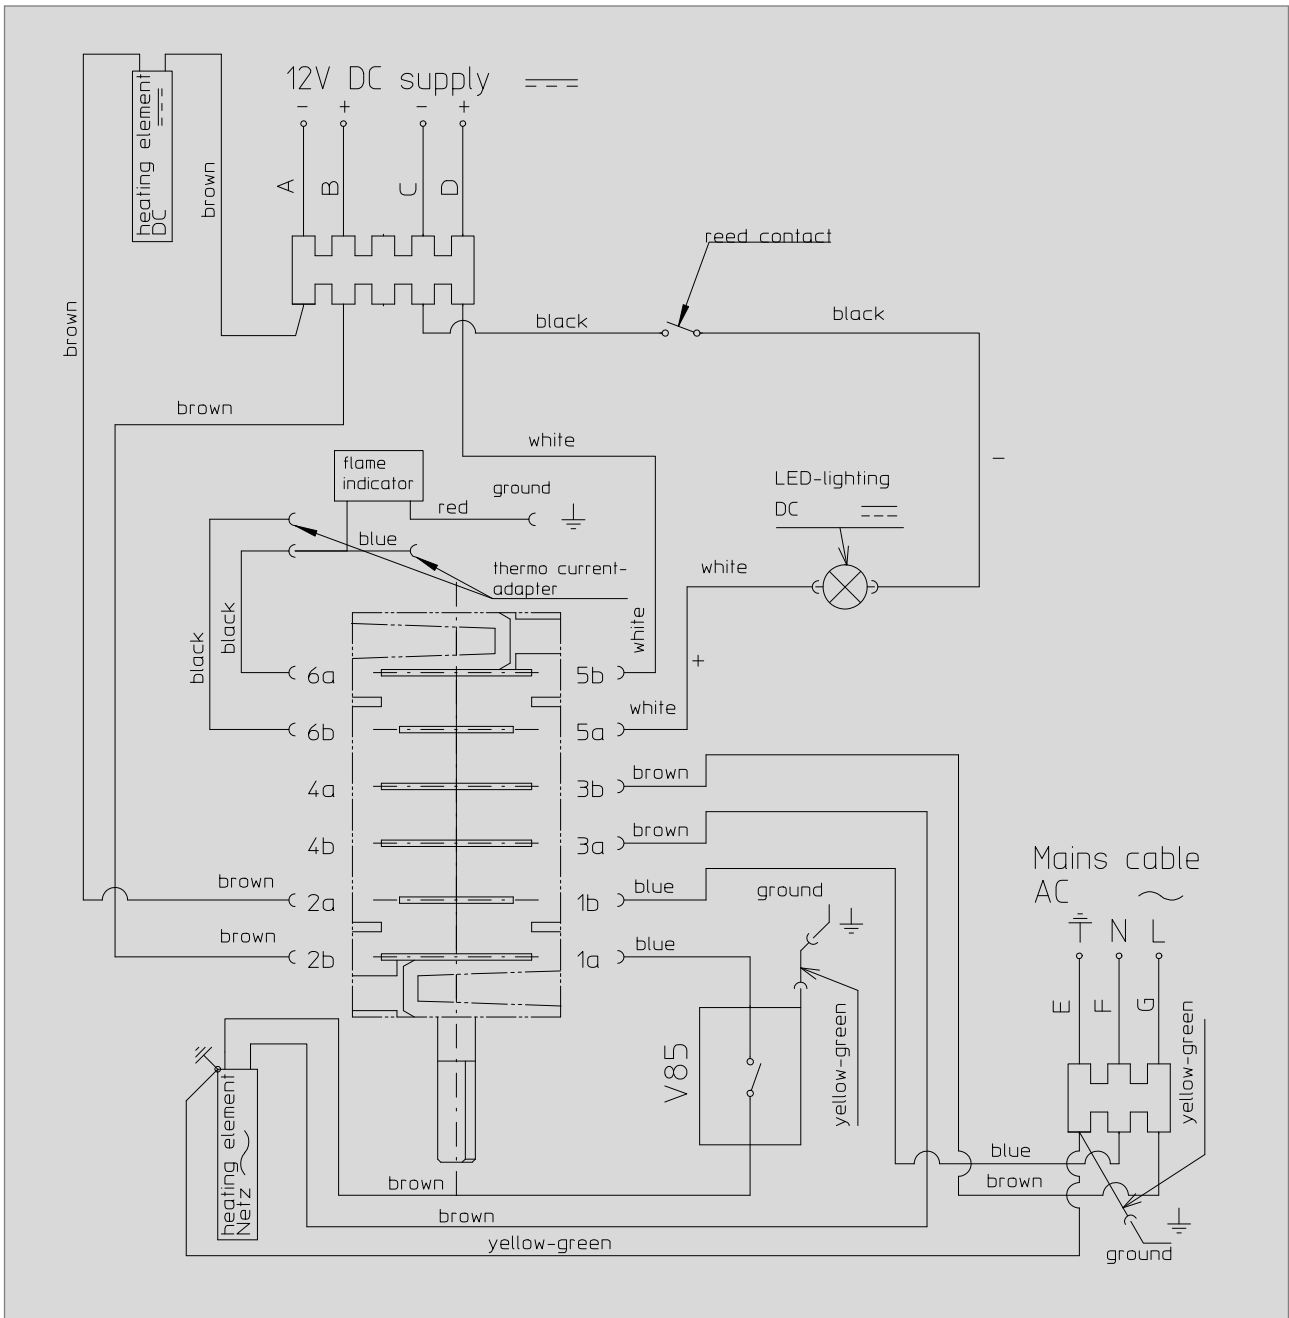 12V DC supply
− + − +
heating element
DC
brown
A B C D
reed contact
brown
black
black
brown
white
−
flame
indicator
ground
red
LED-lighting
DC
blue
thermo current-
adapter
white
black
black
white
+
6a
5b
white
6b
5a
brown
4a
3b
brown
4b
3a
Mains cable
AC
brown
2a
1b
blue
ground
brown
2b
1a
blue
N L
E F G
yellow-green
V85
yellow-green
heating element
Netz
blue
brown
brown
brown
yellow-green
ground